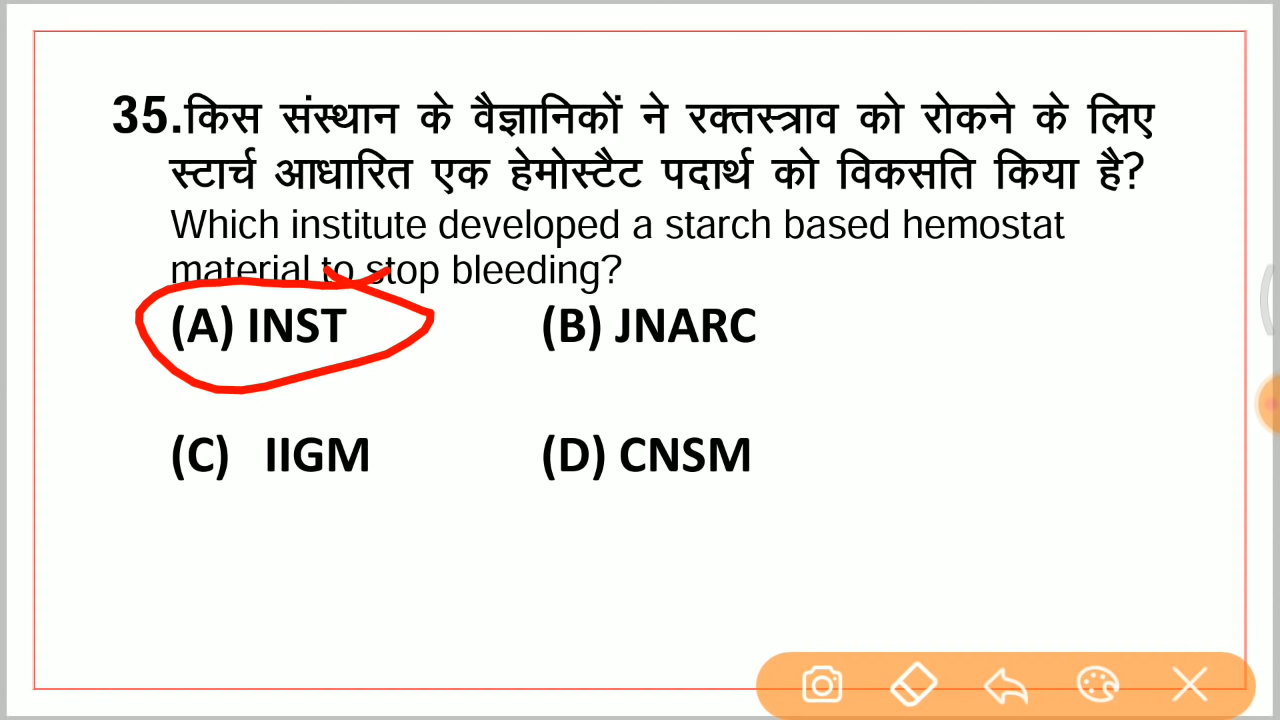 35.किस संस्थान के वैज्ञानिकों ने रक्तस्त्राव को रोकने के लिए
स्टार्च आधारित एक हेमोस्टैट पदार्थ को विकसति किया है?
Which institute developed a starch based hemostat
material to stop bleeding?
(A) INST (B) JNARC
(C) IIGM (D) CNSM